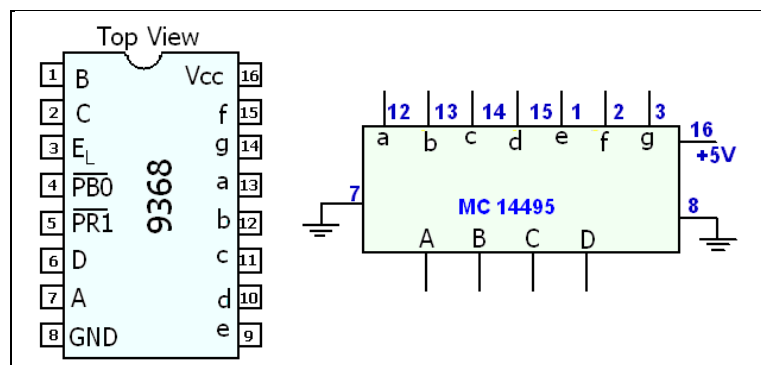 Top View
1 B Vcc 16
2 C f 15
3 EL g 14
4 PB0 a 13
5 PR1 b 12
6 D c 11
7 A d 10
8 GND e 9
9368
12 13 14 15 1 2 3
a b c d e f g
16
+5V
7
MC 14495
8
A B C D